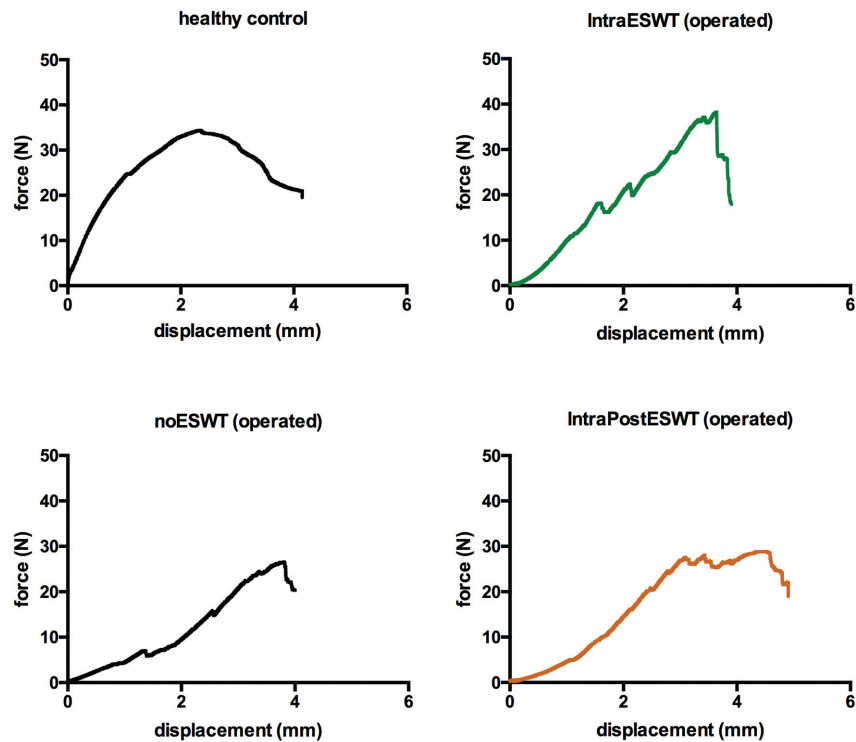 healthy control
50
40
30
20
10
0
force (N)
0 2 4 6
displacement (mm)
IntraESWT (operated)
50
40
30
20
10
0
force (N)
0 2 4 6
displacement (mm)
noESWT (operated)
50
40
30
20
10
0
force (N)
0 2 4 6
displacement (mm)
IntraPostESWT (operated)
50
40
30
20
10
0
force (N)
0 2 4 6
displacement (mm)